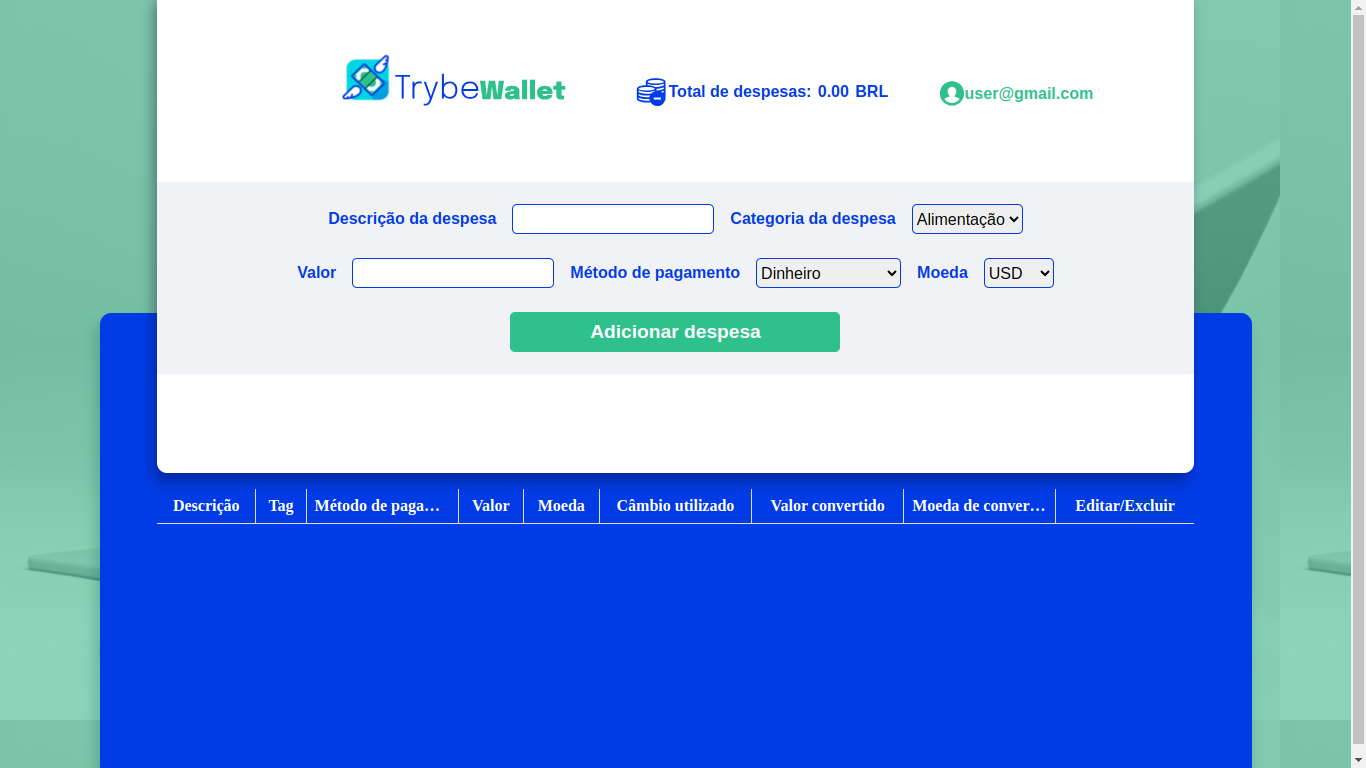 TrybeWallet Total de despesas: 0.00 BRL user@gmail.com
Descrição da despesa Categoria da despesa Alimentação
Valor Método de pagamento Dinheiro Moeda USD
Adicionar despesa
Descrição Tag Método de paga… Valor Moeda Câmbio utilizado Valor convertido Moeda de conver… Editar/Excluir